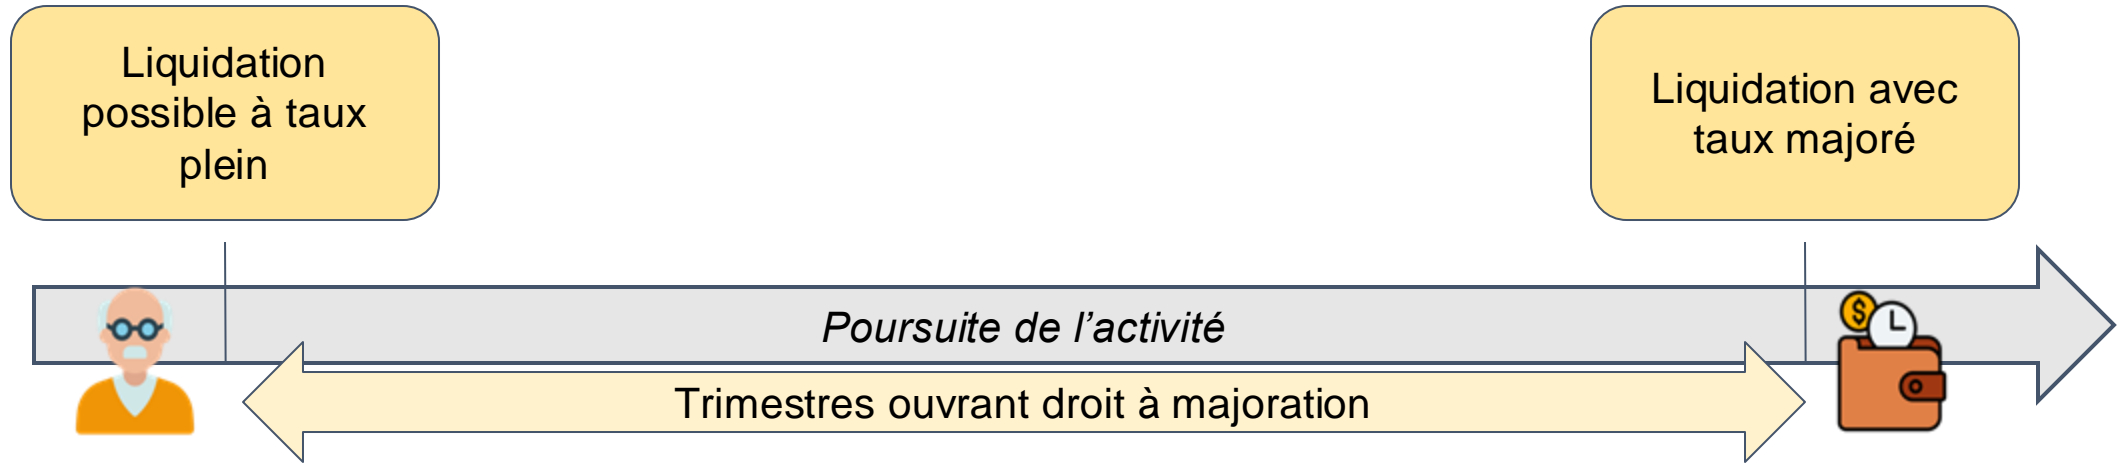 Liquidation
possible à taux
plein
Liquidation avec
taux majoré
Poursuite de l’activité
Trimestres ouvrant droit à majoration
$